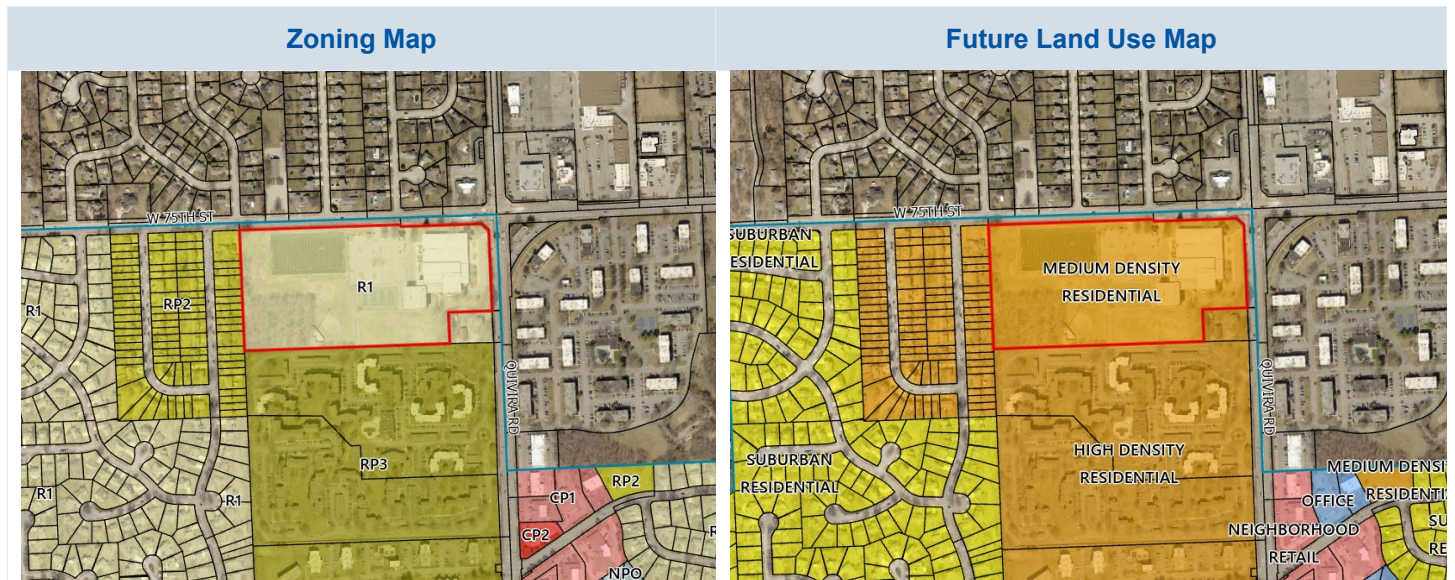 Zoning Map
Future Land Use Map
W 75TH ST
R1
RP2
R1
QUIVIRA RD
RP3
R1
R1
CP1
RP2
CP2
R
NPO
W 75TH ST
SUBURBAN
RESIDENTIAL
MEDIUM DENSITY
RESIDENTIAL
QUIVIRA RD
SUBURBAN
RESIDENTIAL
HIGH DENSITY
RESIDENTIAL
MEDIUM DENSI
RESIDENTI
OFFICE
NEIGHBORHOOD
RETAIL
SU
RE